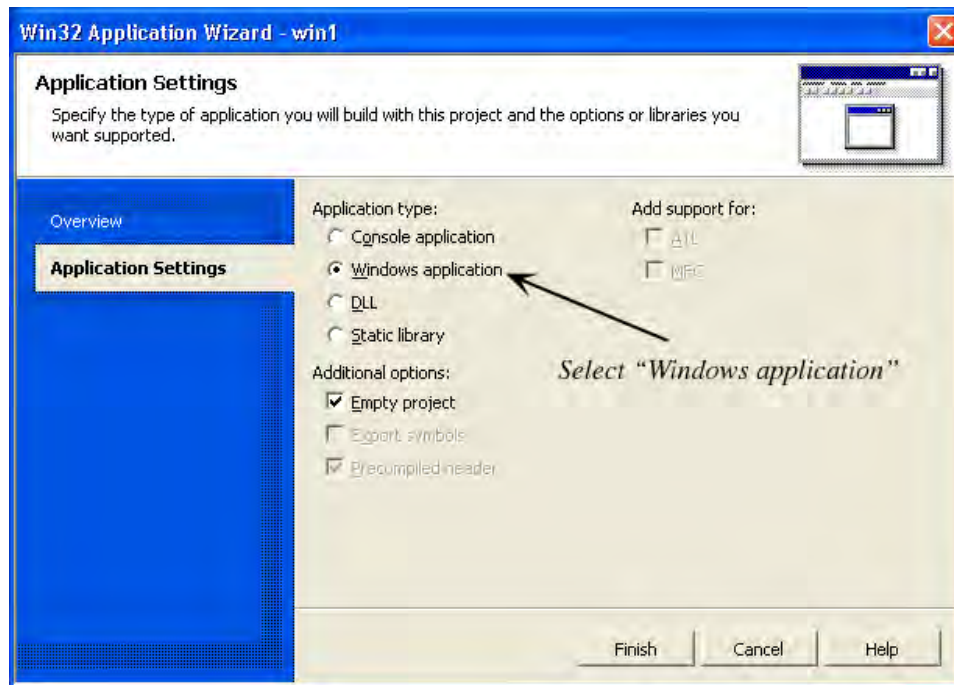 Win32 Application Wizard - win1
Application Settings
Specify the type of application you will build with this project and the options or libraries you
want supported.
Overview
Application Settings
Application type:
Console application
Windows application
DLL
Static library
Additional options:
Empty project
Export symbols
Precompiled header
Add support for:
ATL
MFC
Select “Windows application”
Finish
Cancel
Help